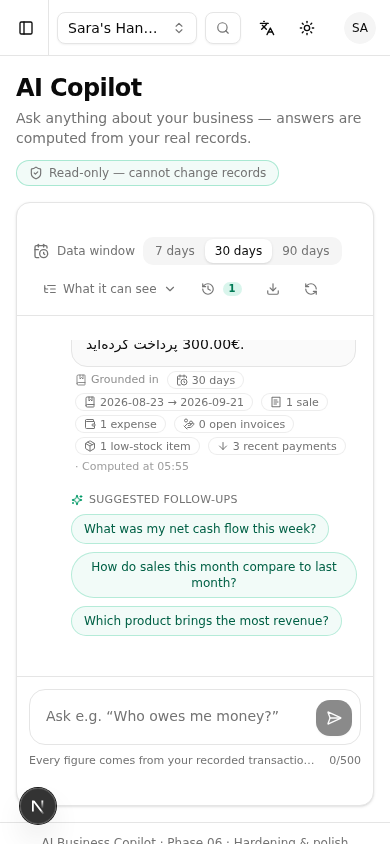 Sara's Han...
SA
AI Copilot
Ask anything about your business — answers are
computed from your real records.
Read-only — cannot change records
Data window
7 days
30 days
90 days
What it can see
1
پرداخت کرده‌اید 300.00€.
Grounded in
30 days
2026-08-23 → 2026-09-21
1 sale
1 expense
0 open invoices
1 low-stock item
3 recent payments
· Computed at 05:55
SUGGESTED FOLLOW-UPS
What was my net cash flow this week?
How do sales this month compare to last
month?
Which product brings the most revenue?
Ask e.g. “Who owes me money?”
Every figure comes from your recorded transactio...
0/500
N
AI Business Copilot · Phase 06 · Hardening & polish